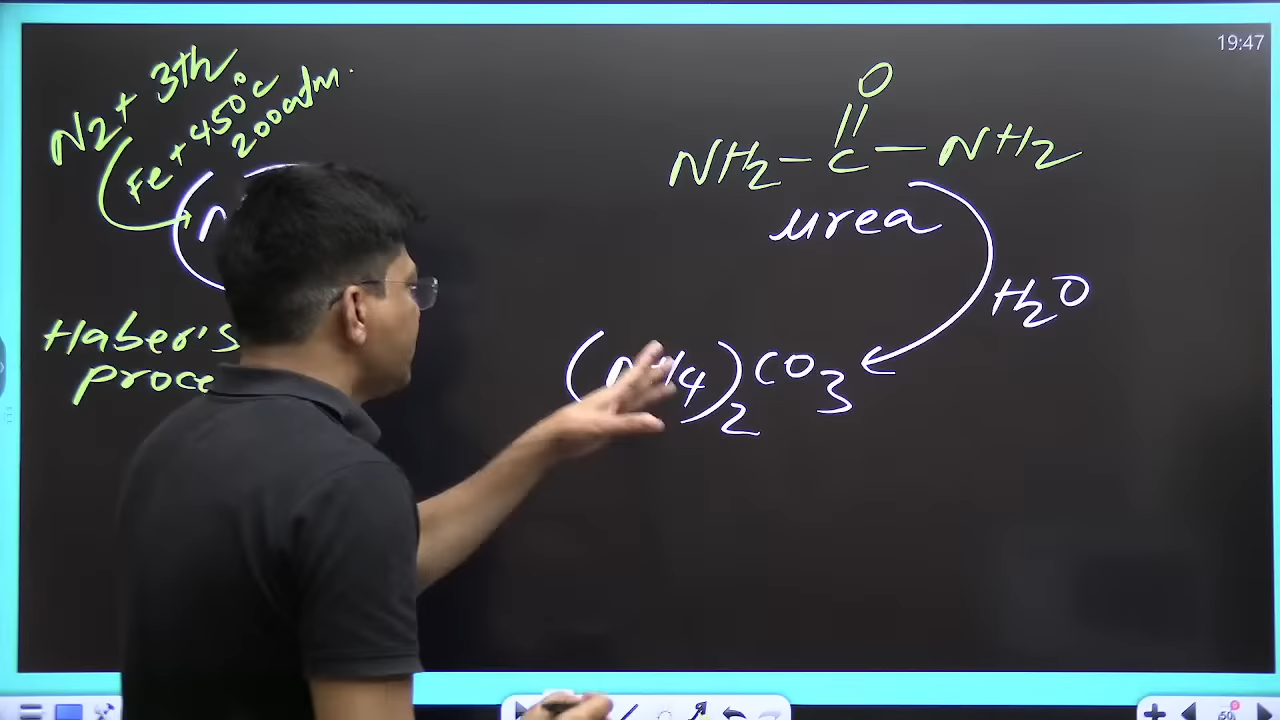 19:47
N2 + 3H2
Fe + 450°C
200 atm.
N
Haber's
proce
O
||
NH2 – C – NH2
urea
H2O
(NH4)2CO3